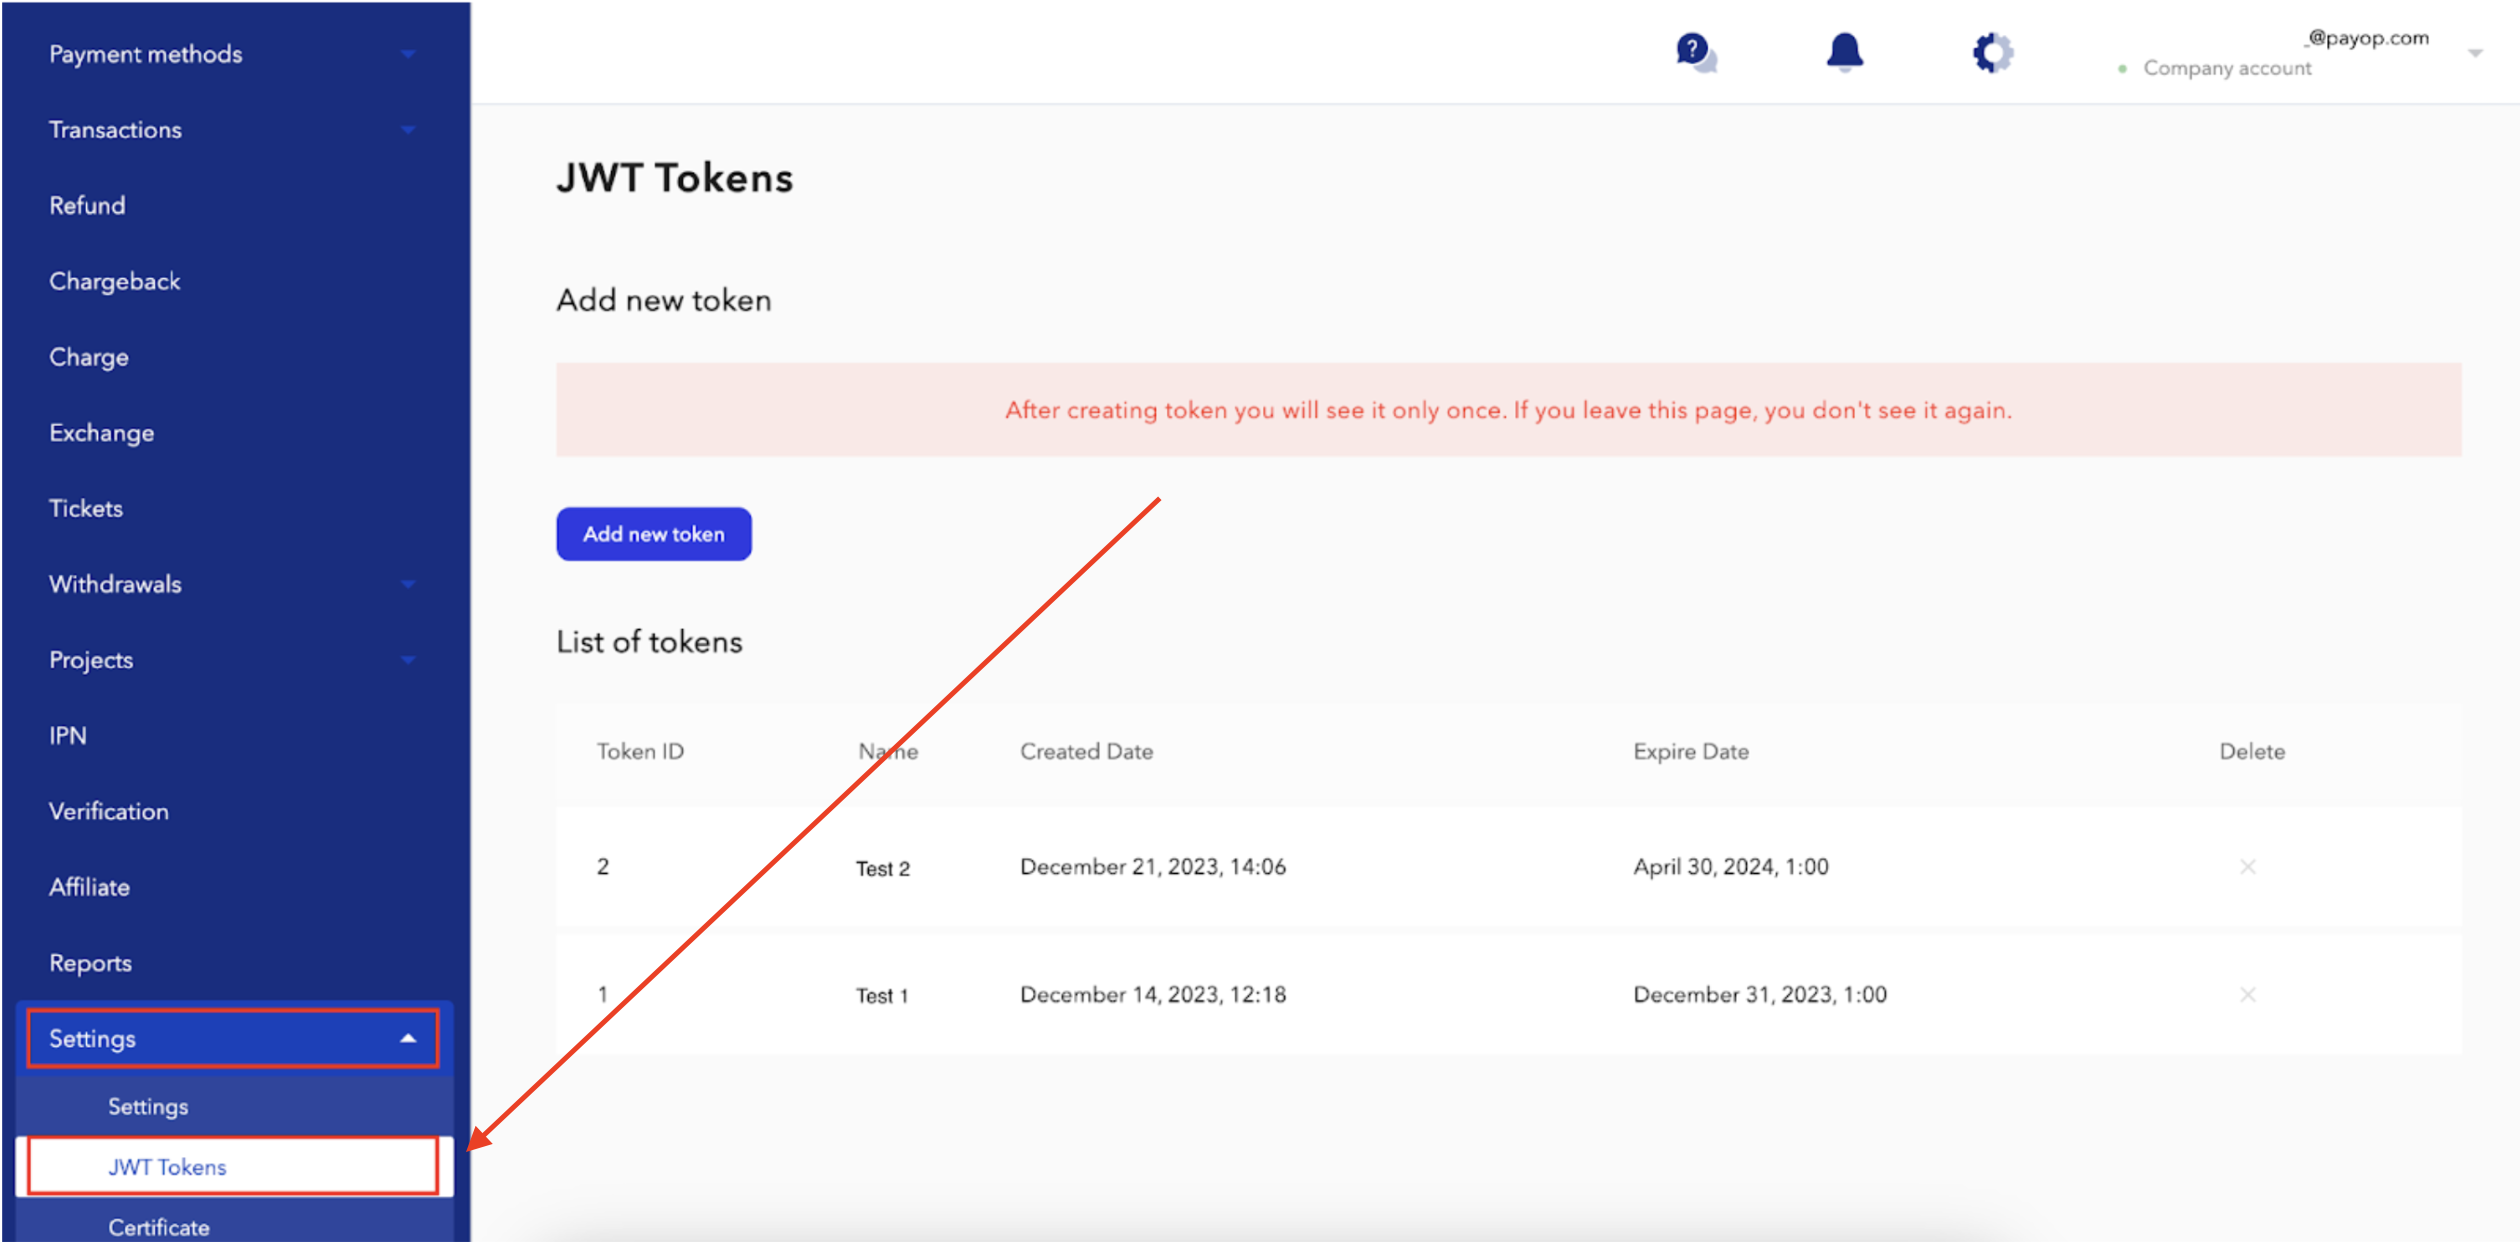 Payment methods
Transactions
Refund
Chargeback
Charge
Exchange
Tickets
Withdrawals
Projects
IPN
Verification
Affiliate
Reports
Settings
Settings
JWT Tokens
Certificate
?
_@payop.com
Company account
JWT Tokens
Add new token
After creating token you will see it only once. If you leave this page, you don't see it again.
Add new token
List of tokens
Token ID Name Created Date Expire Date Delete
2 Test 2 December 21, 2023, 14:06 April 30, 2024, 1:00
1 Test 1 December 14, 2023, 12:18 December 31, 2023, 1:00